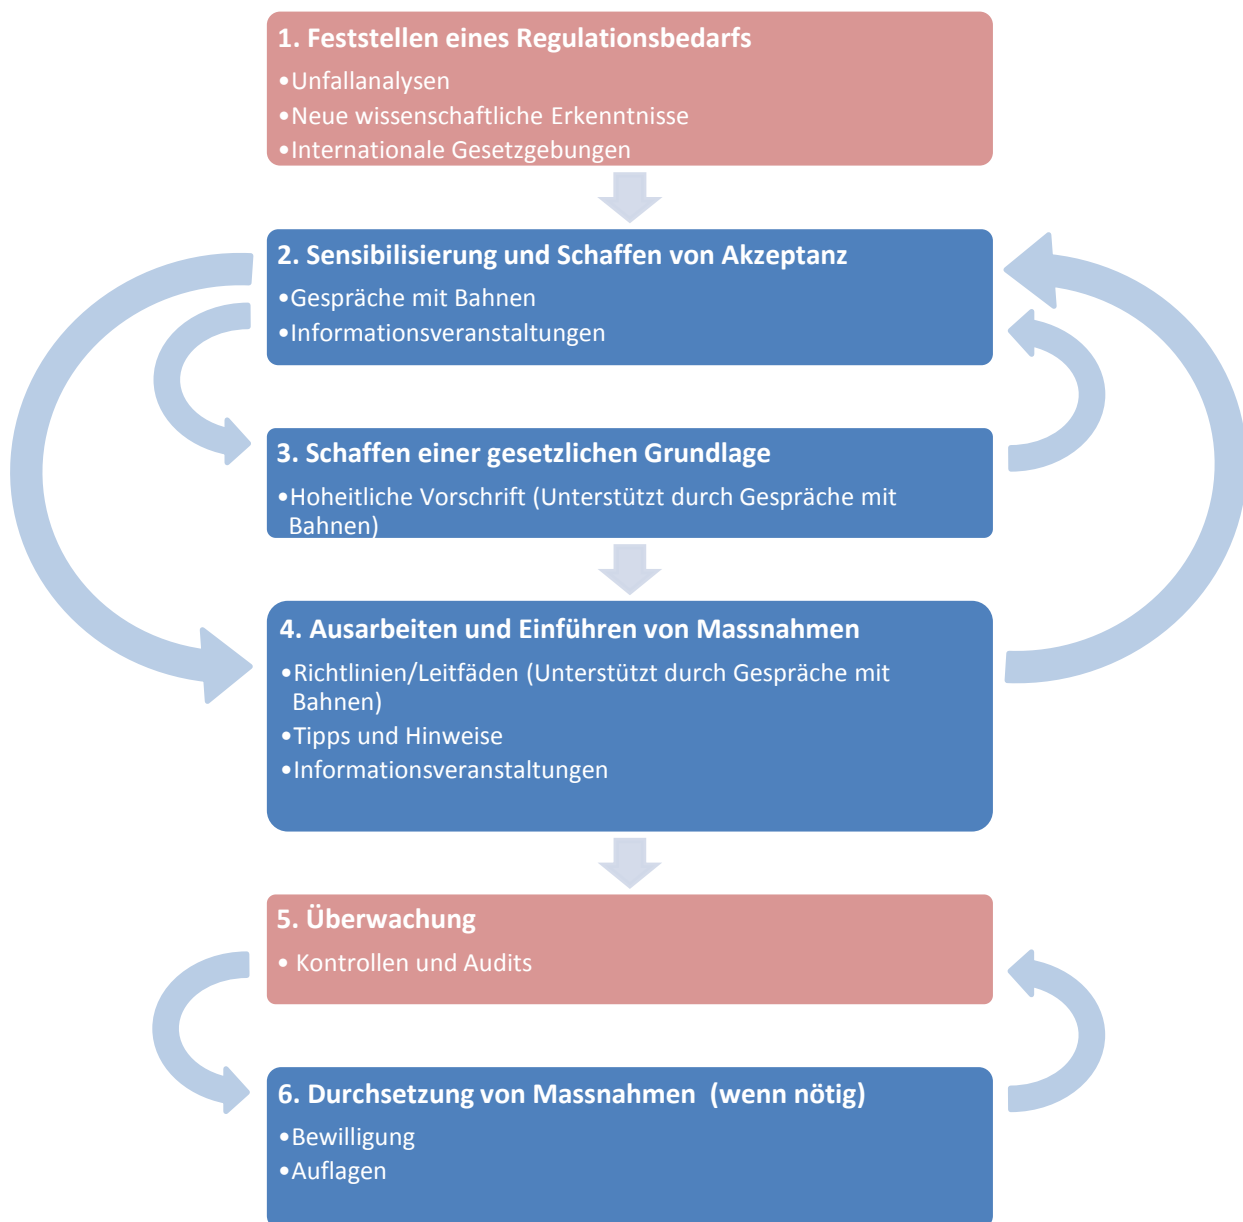 1. Feststellen eines Regulationsbedarfs
•Unfallanalysen
•Neue wissenschaftliche Erkenntnisse
•Internationale Gesetzgebungen
2. Sensibilisierung und Schaffen von Akzeptanz
•Gespräche mit Bahnen
•Informationsveranstaltungen
3. Schaffen einer gesetzlichen Grundlage
•Hoheitliche Vorschrift (Unterstützt durch Gespräche mit
Bahnen)
4. Ausarbeiten und Einführen von Massnahmen
•Richtlinien/Leitfäden (Unterstützt durch Gespräche mit
Bahnen)
•Tipps und Hinweise
•Informationsveranstaltungen
5. Überwachung
• Kontrollen und Audits
6. Durchsetzung von Massnahmen (wenn nötig)
•Bewilligung
•Auflagen